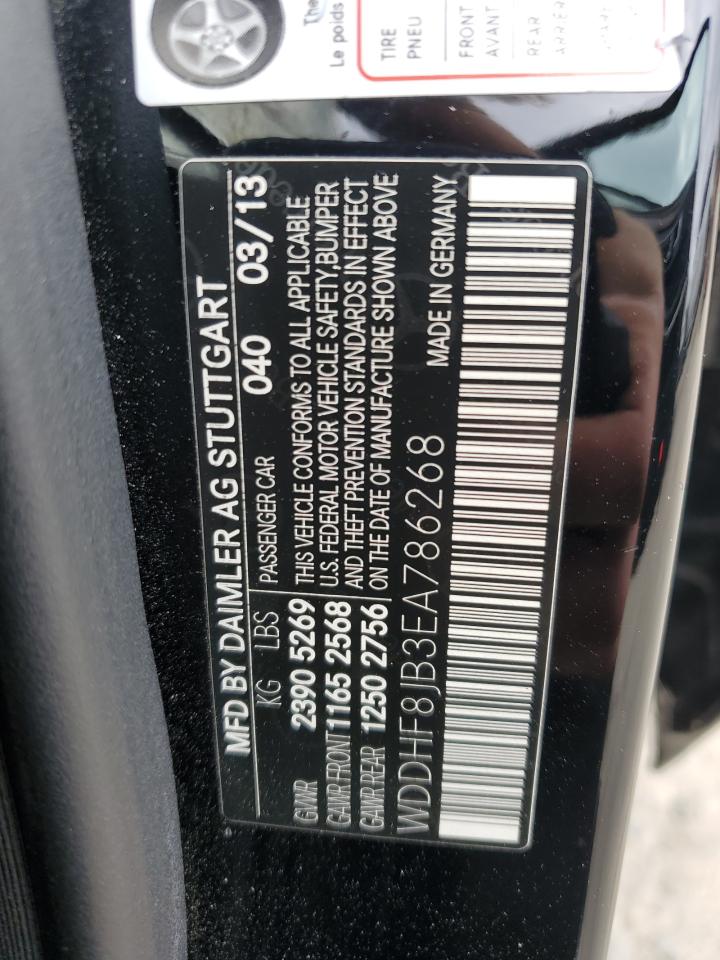 The
Le poids
TIRE
PNEU
FRONT
AVANT
REAR
MFD BY DAIMLER AG STUTTGART
KG LBS PASSENGER CAR 040 03/13
GWR 2390 5269 THIS VEHICLE CONFORMS TO ALL APPLICABLE
GAWR FRONT 1165 2568 U.S. FEDERAL MOTOR VEHICLE SAFETY,BUMPER
AND THEFT PREVENTION STANDARDS IN EFFECT
GAWR REAR 1250 2756 ON THE DATE OF MANUFACTURE SHOWN ABOVE
WDDHF8JB3EA786268 MADE IN GERMANY